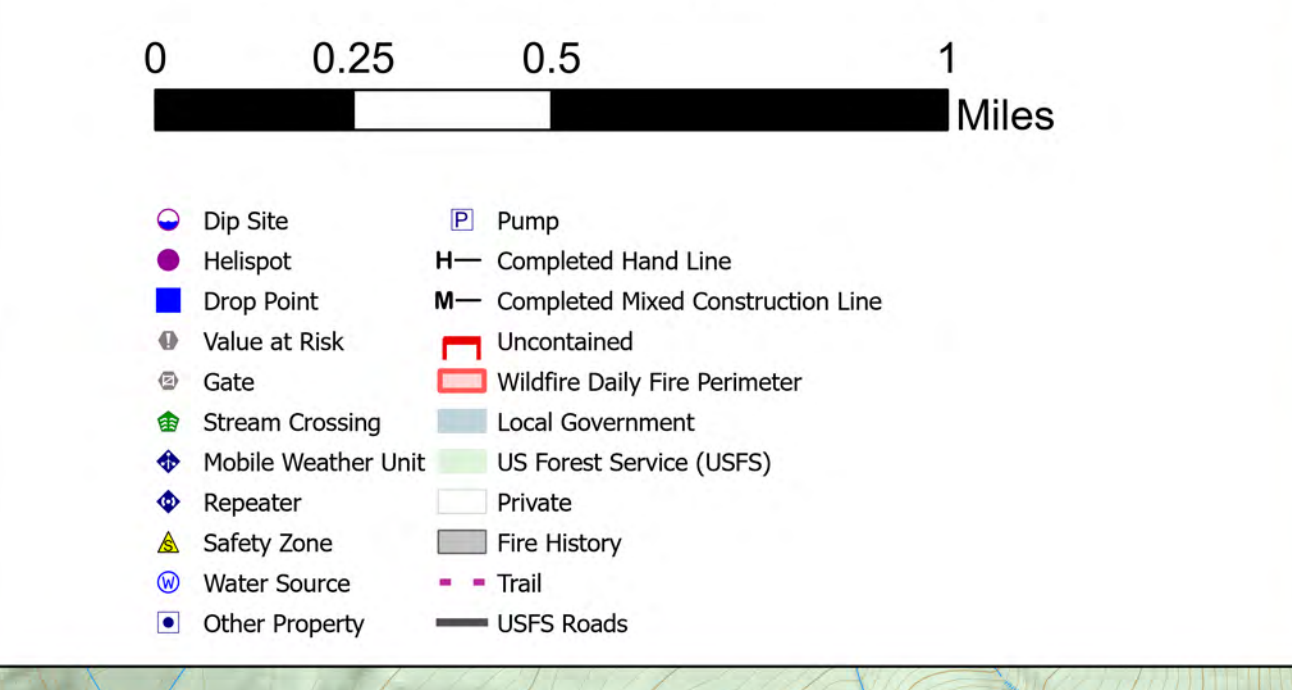 0 0.25 0.5 1
Miles
Dip Site
Helispot
Drop Point
Value at Risk
Gate
Stream Crossing
Mobile Weather Unit
Repeater
Safety Zone
Water Source
Other Property
P Pump
H Completed Hand Line
M Completed Mixed Construction Line
Uncontained
Wildfire Daily Fire Perimeter
Local Government
US Forest Service (USFS)
Private
Fire History
Trail
USFS Roads
S
W